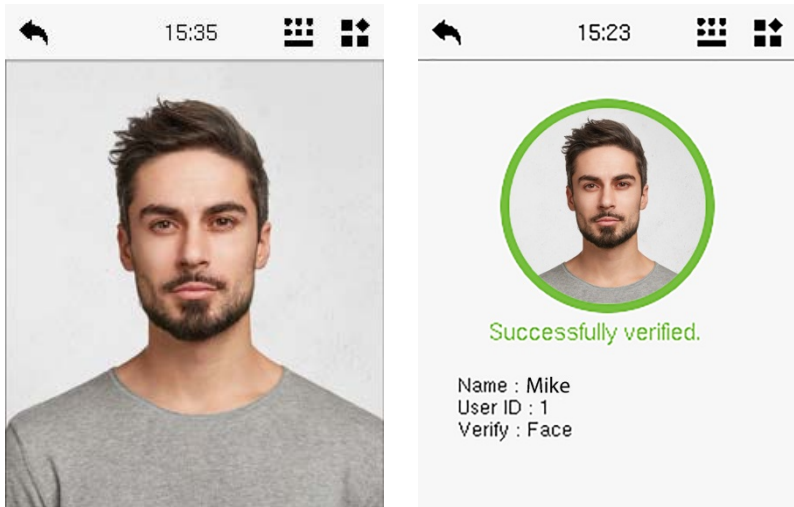 15:35
15:23
Successfully verified.
Name : Mike
User ID : 1
Verify : Face